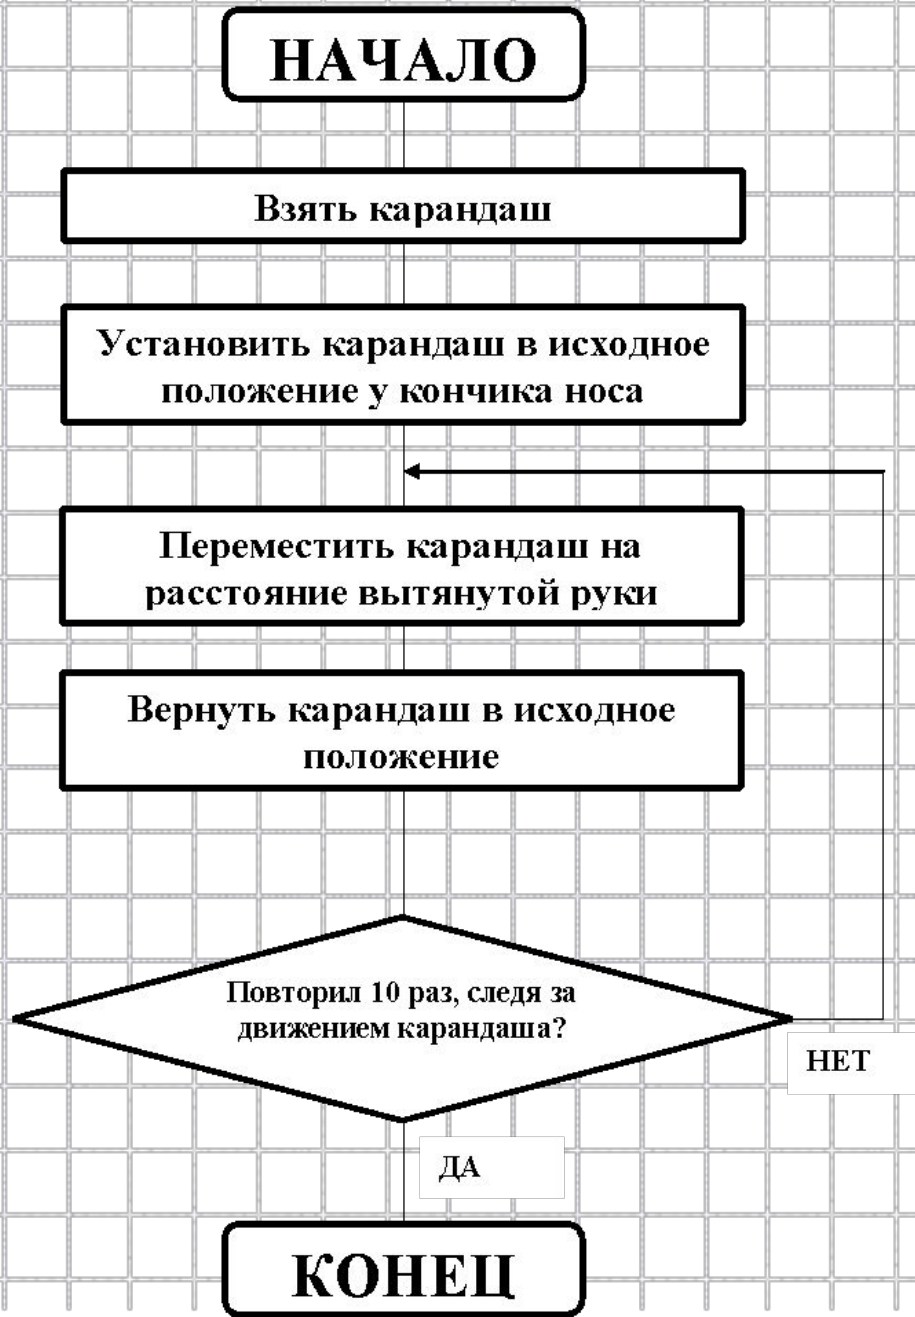 НАЧАЛО
Взять карандаш
Установить карандаш в исходное
положение у кончика носа
Переместить карандаш на
расстояние вытянутой руки
Вернуть карандаш в исходное
положение
Повторил 10 раз, следя за
движением карандаша?
НЕТ
ДА
КОНЕЦ